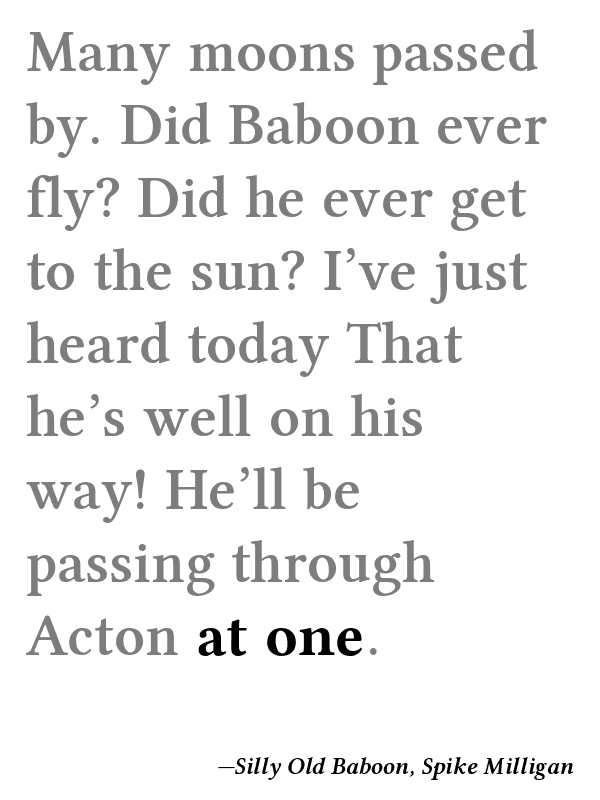 Many moons passed
by. Did Baboon ever
fly? Did he ever get
to the sun? I’ve just
heard today That
he’s well on his
way! He’ll be
passing through
Acton at one.
—Silly Old Baboon, Spike Milligan